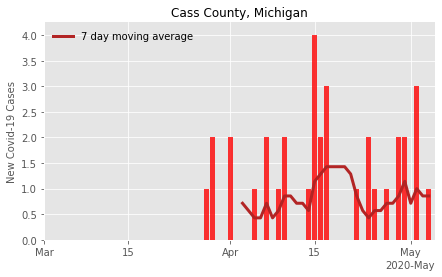 Cass County, Michigan
7 day moving average
New Covid-19 Cases
4.0
3.5
3.0
2.5
2.0
1.5
1.0
0.5
0.0
Mar
15
Apr
15
May
2020-May